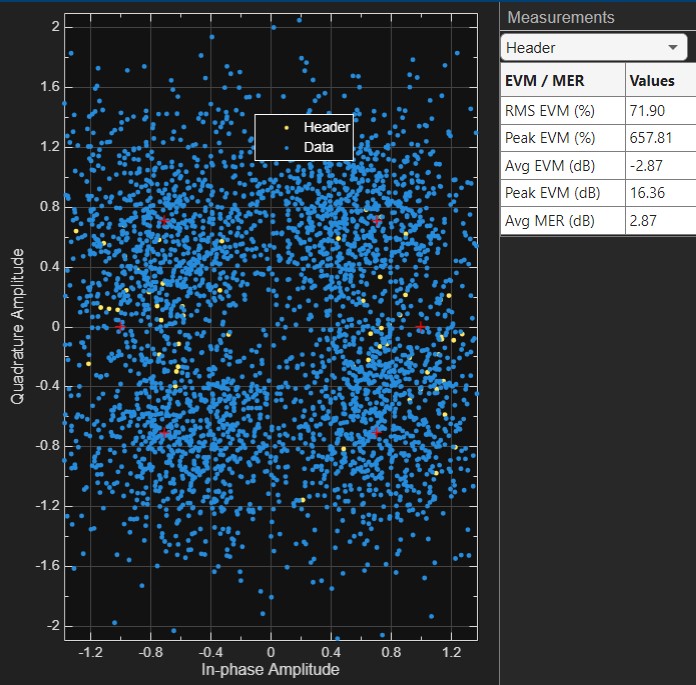 Measurements
Header
EVM / MER Values
RMS EVM (%) 71.90
Peak EVM (%) 657.81
Avg EVM (dB) -2.87
Peak EVM (dB) 16.36
Avg MER (dB) 2.87
Header
Data
Quadrature Amplitude
2
1.6
1.2
0.8
0.4
0
-0.4
-0.8
-1.2
-1.6
-2
-1.2 -0.8 -0.4 0 0.4 0.8 1.2
In-phase Amplitude